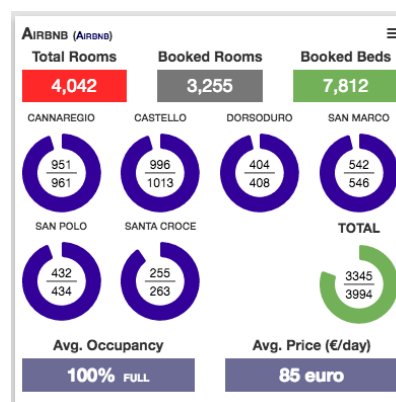 AIRBNB (AIRBNB)
Total Rooms Booked Rooms Booked Beds
4,042 3,255 7,812
CANNAREGIO CASTELLO DORSODURO SAN MARCO
951 996 404 542
961 1013 408 546
SAN POLO SANTA CROCE TOTAL
432 255 3345
434 263 3994
Avg. Occupancy Avg. Price (€/day)
100% FULL 85 euro